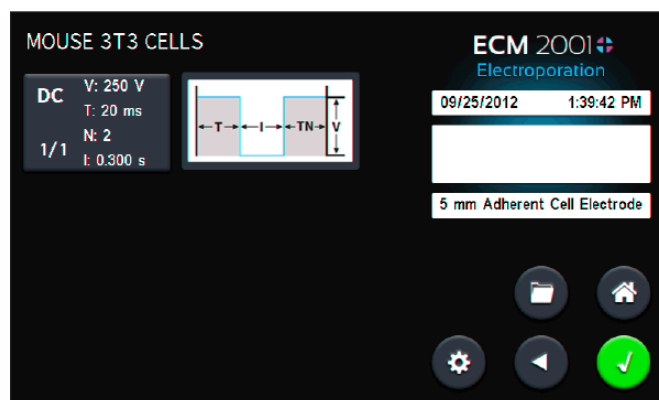 MOUSE 3T3 CELLS
DC
1/1
V: 250 V
T: 20 ms
N: 2
I: 0.300 s
T I TN V
ECM 2001
Electroporation
09/25/2012 1:39:42 PM
5 mm Adherent Cell Electrode